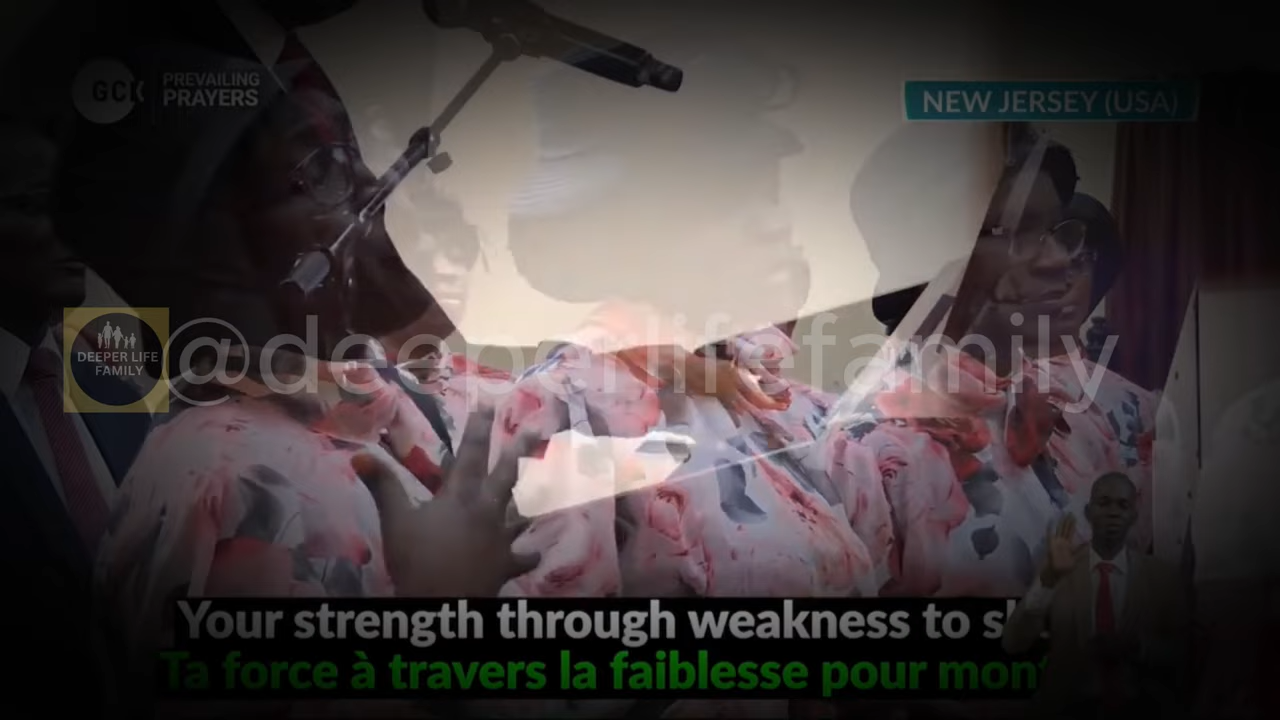 GCK
PREVAILING
PRAYERS
NEW JERSEY (USA)
DEEPER LIFE
FAMILY
@deeperlifefamily
Your strength through weakness to
Ta force à travers la faiblesse pour